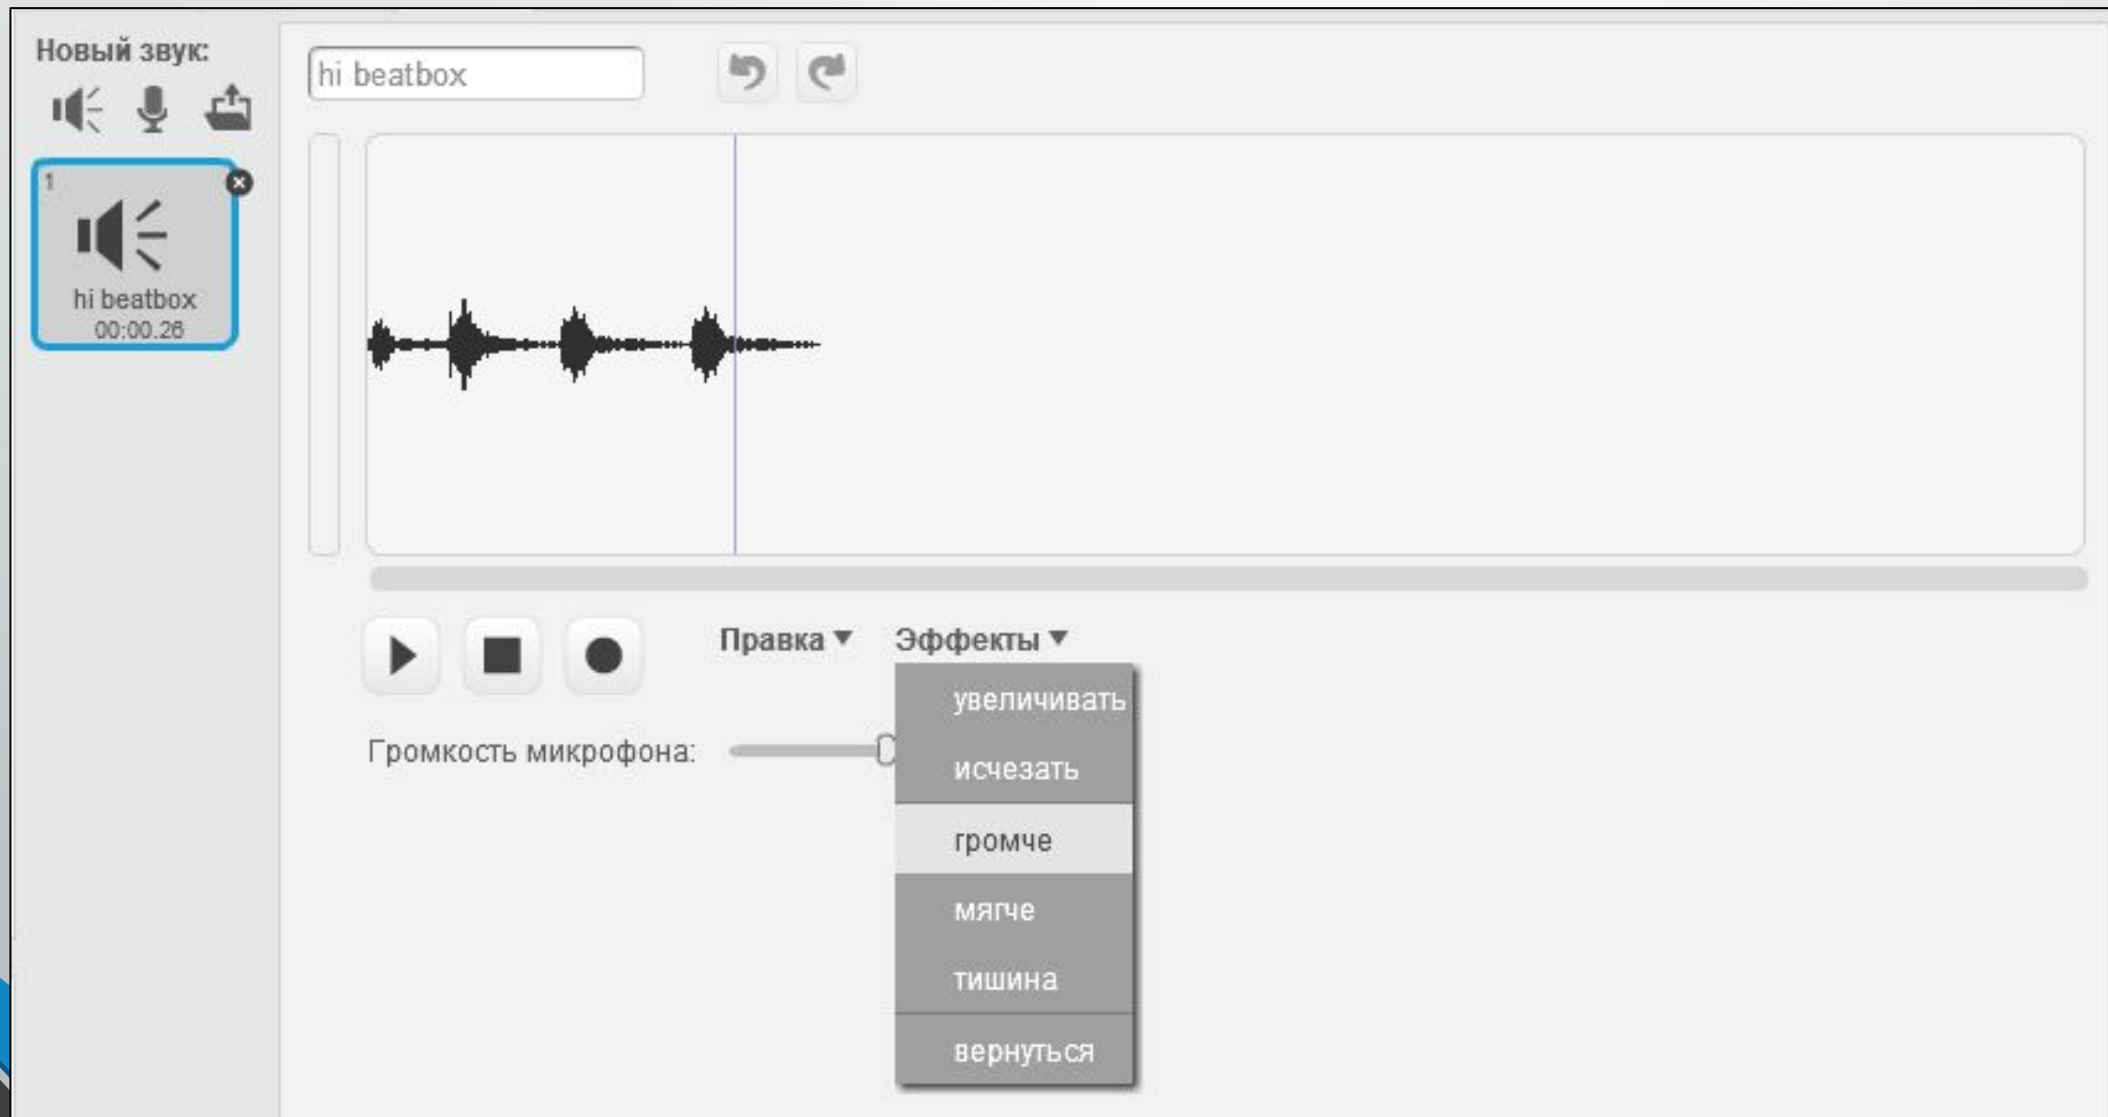 Новый звук:
hi beatbox
1
hi beatbox
00:00.26
Правка
Эффекты
увеличивать
исчезать
Громкость микрофона:
громче
мягче
тишина
вернуться